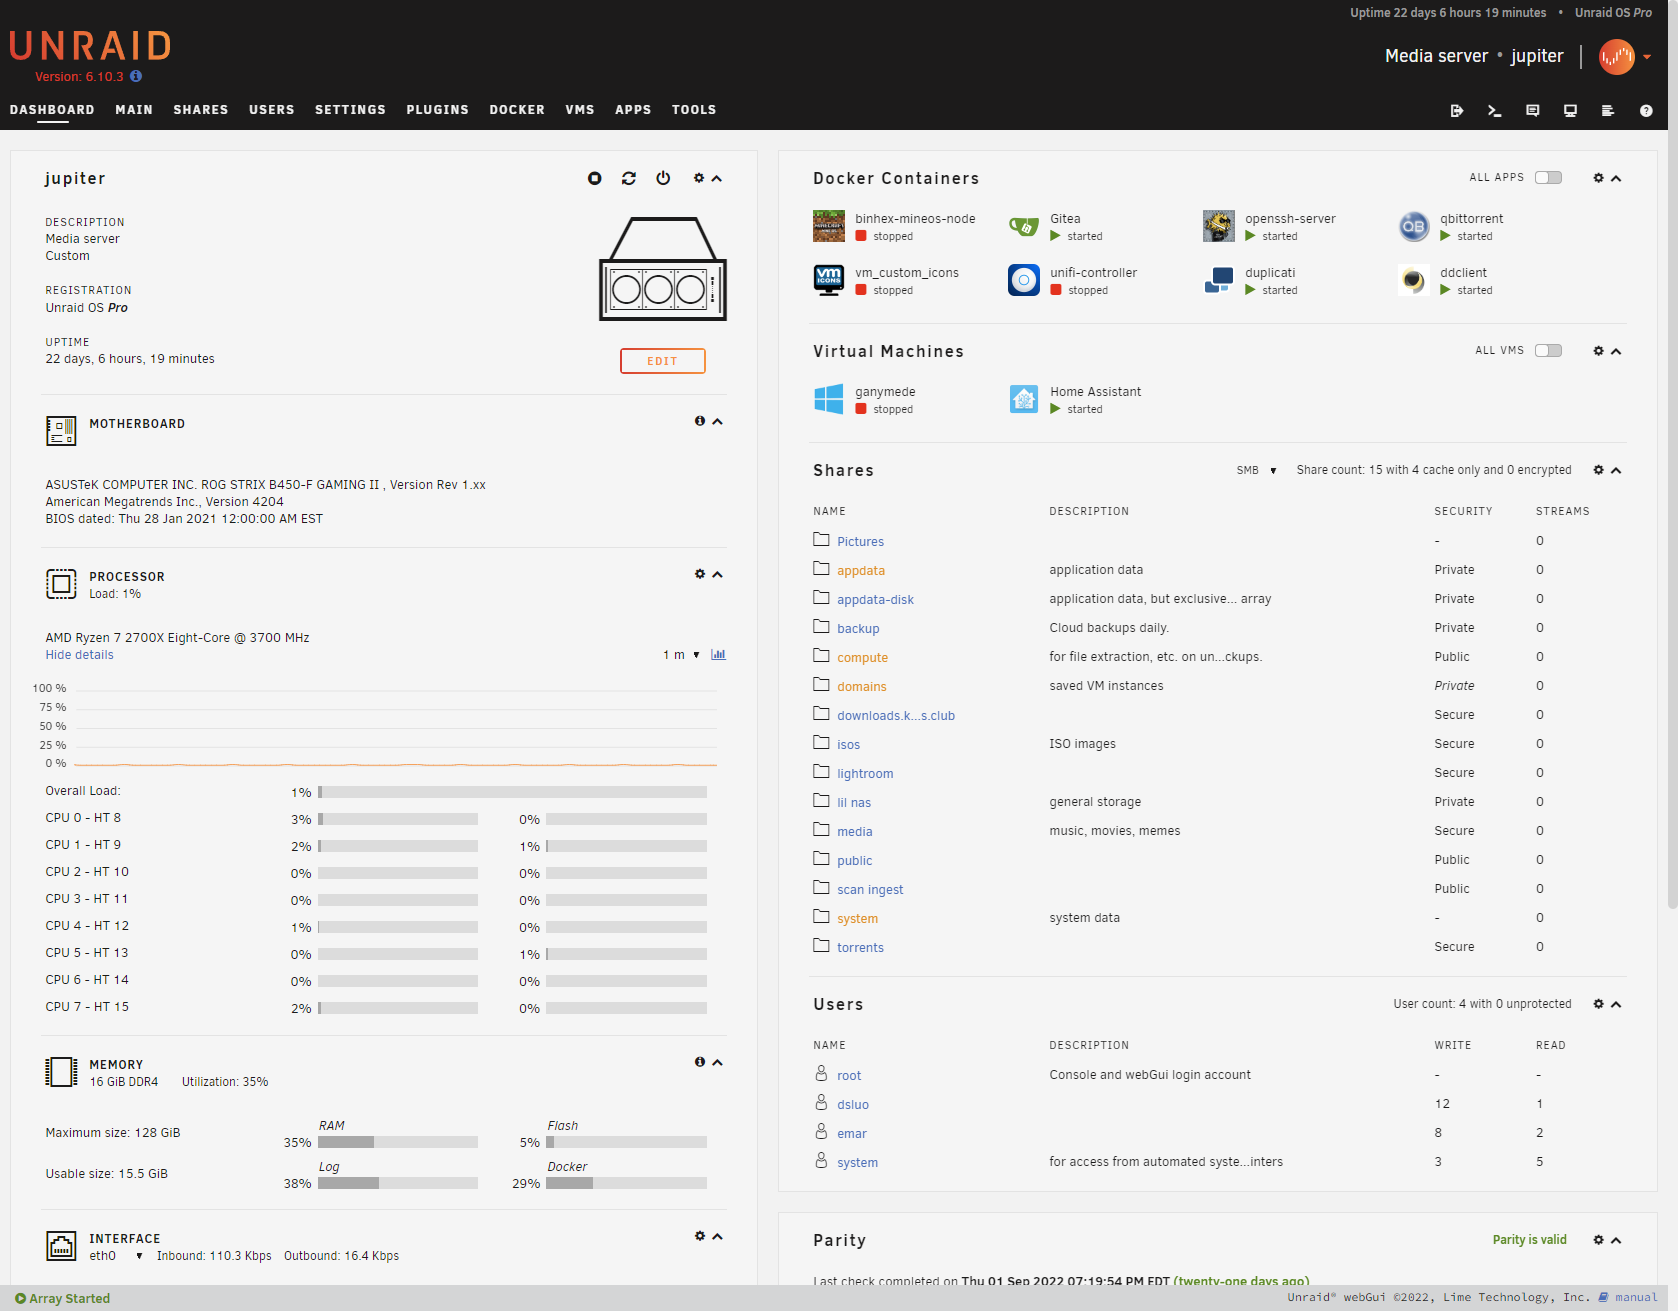 Uptime 22 days 6 hours 19 minutes • Unraid OS Pro
UNRAID
Version: 6.10.3
Media server • jupiter
DASHBOARD MAIN SHARES USERS SETTINGS PLUGINS DOCKER VMS APPS TOOLS
jupiter
DESCRIPTION
Media server
Custom
REGISTRATION
Unraid OS Pro
UPTIME
22 days, 6 hours, 19 minutes
EDIT
MOTHERBOARD
ASUSTeK COMPUTER INC. ROG STRIX B450-F GAMING II , Version Rev 1.xx
American Megatrends Inc., Version 4204
BIOS dated: Thu 28 Jan 2021 12:00:00 AM EST
PROCESSOR
Load: 1%
AMD Ryzen 7 2700X Eight-Core @ 3700 MHz
Hide details
1 m
100 %
75 %
50 %
25 %
0 %
Overall Load: 1%
CPU 0 - HT 8 3% 0%
CPU 1 - HT 9 2% 1%
CPU 2 - HT 10 0% 0%
CPU 3 - HT 11 0% 0%
CPU 4 - HT 12 1% 0%
CPU 5 - HT 13 0% 1%
CPU 6 - HT 14 0% 0%
CPU 7 - HT 15 2% 0%
MEMORY
16 GiB DDR4 Utilization: 35%
RAM Flash
Maximum size: 128 GiB 35% 5%
Log Docker
Usable size: 15.5 GiB 38% 29%
INTERFACE
eth0 Inbound: 110.3 Kbps Outbound: 16.4 Kbps
Docker Containers
ALL APPS
binhex-mineos-node
stopped
Gitea
started
openssh-server
started
QB
qbittorrent
started
vm ICONS
vm_custom_icons
stopped
unifi-controller
stopped
duplicati
started
ddclient
started
Virtual Machines
ALL VMS
ganymede
stopped
Home Assistant
started
Shares
SMB Share count: 15 with 4 cache only and 0 encrypted
NAME DESCRIPTION SECURITY STREAMS
Pictures - 0
appdata application data Private 0
appdata-disk application data, but exclusive... array Private 0
backup Cloud backups daily. Private 0
compute for file extraction, etc. on un...ckups. Public 0
domains saved VM instances Private 0
downloads.k...s.club Secure 0
isos ISO images Secure 0
lightroom Secure 0
lil nas general storage Private 0
media music, movies, memes Secure 0
public Public 0
scan ingest Public 0
system system data - 0
torrents Secure 0
Users
User count: 4 with 0 unprotected
NAME DESCRIPTION WRITE READ
root Console and webGui login account - -
dsluo 12 1
emar 8 2
system for access from automated syste...inters 3 5
Parity
Parity is valid
Last check completed on Thu 01 Sep 2022 07:19:54 PM EDT (twenty-one days ago)
Array Started
Unraid® webGui ©2022, Lime Technology, Inc. manual